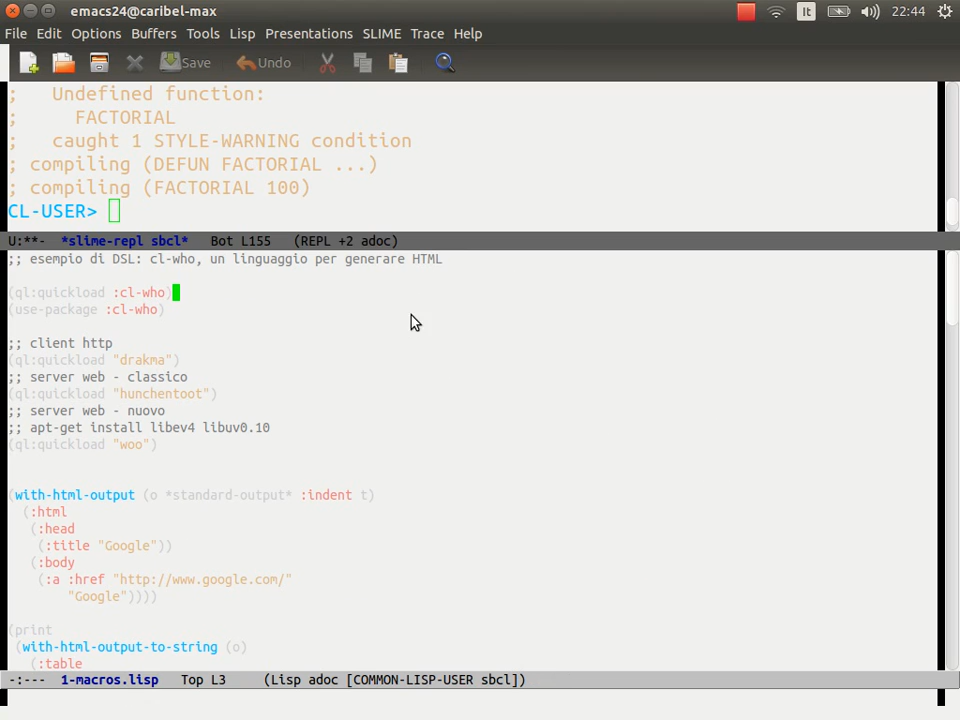 emacs24@caribel-max
It
22:44
File Edit Options Buffers Tools Lisp Presentations SLIME Trace Help
Save Undo
; Undefined function:
; FACTORIAL
; caught 1 STYLE-WARNING condition
; compiling (DEFUN FACTORIAL ...)
; compiling (FACTORIAL 100)
CL-USER>
U:**- *slime-repl sbcl* Bot L155 (REPL +2 adoc)
;; esempio di DSL: cl-who, un linguaggio per generare HTML
(ql:quickload :cl-who)
(use-package :cl-who)
;; client http
(ql:quickload "drakma")
;; server web - classico
(ql:quickload "hunchentoot")
;; server web - nuovo
;; apt-get install libev4 libuv0.10
(ql:quickload "woo")
(with-html-output (o *standard-output* :indent t)
(:html
(:head
(:title "Google"))
(:body
(:a :href "http://www.google.com/"
"Google"))))
(print
(with-html-output-to-string (o)
(:table
-:--- 1-macros.lisp Top L3 (Lisp adoc [COMMON-LISP-USER sbcl])